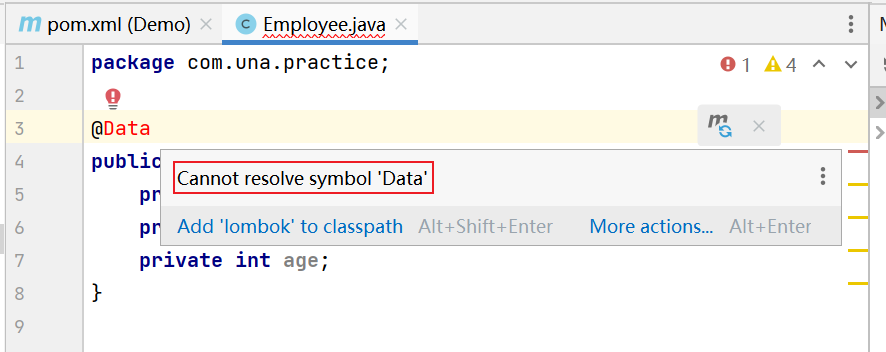 m pom.xml (Demo) C Employee.java
M
1 package com.una.practice; 1 4
2
3 @Data m
4 public
Cannot resolve symbol 'Data'
5 pr
6 pr
Add 'lombok' to classpath Alt+Shift+Enter More actions... Alt+Enter
7 private int age;
8 }
9